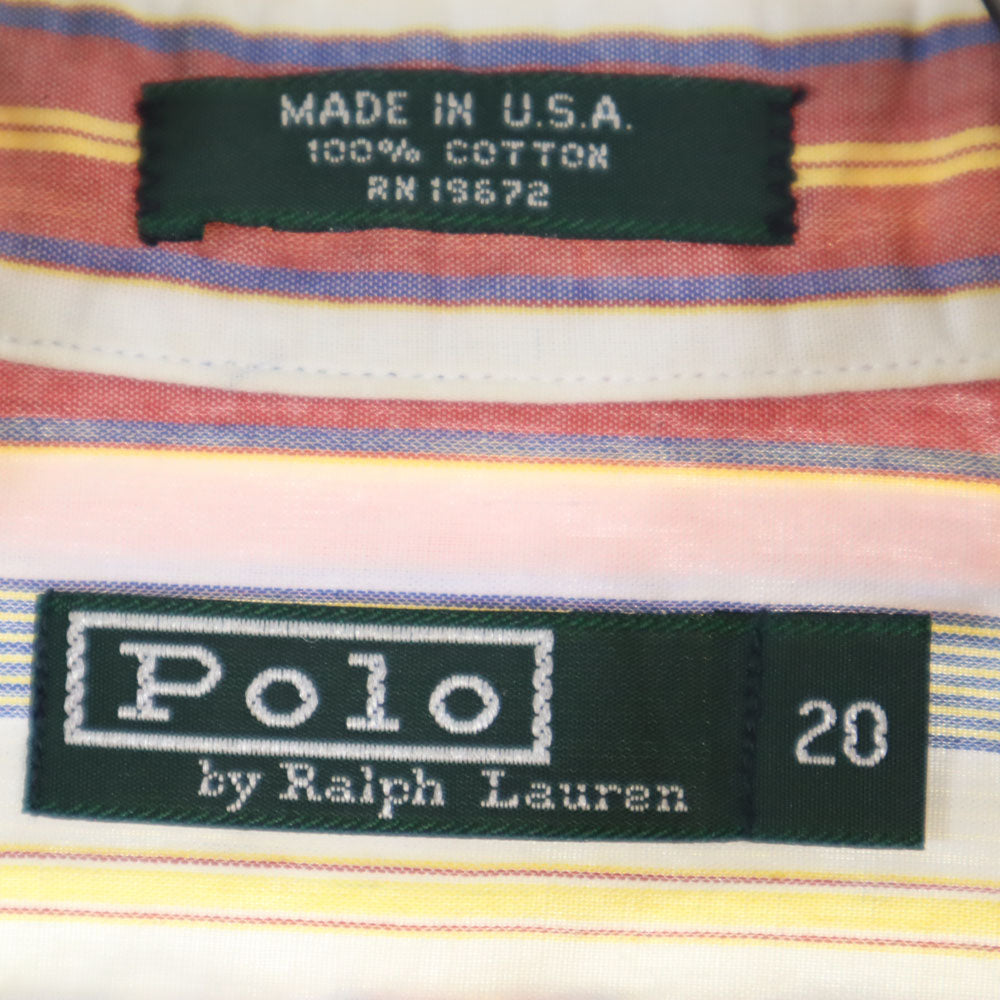 MADE IN U.S.A.
100% COTTON
RN 19672
Polo
by Ralph Lauren
20